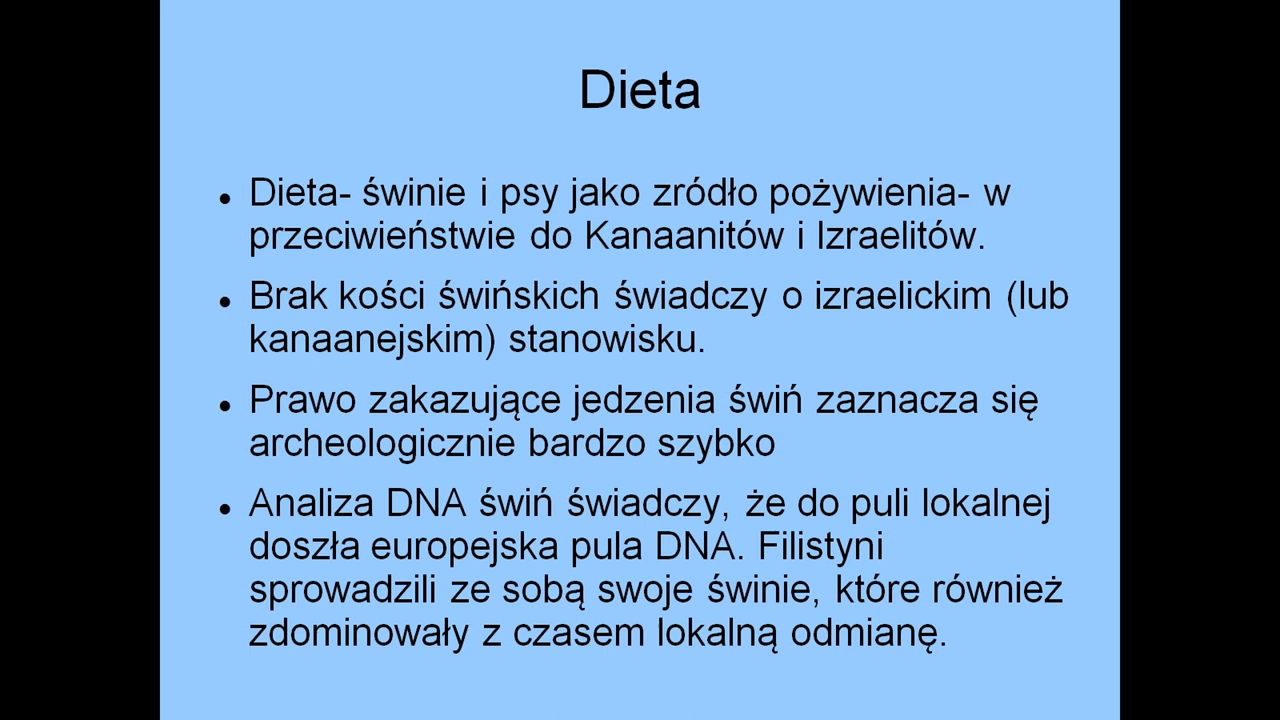 Dieta
Dieta- świnie i psy jako zródło pożywienia- w
przeciwieństwie do Kanaanitów i Izraelitów.
Brak kości świńskich świadczy o izraelickim (lub
kanaanejskim) stanowisku.
Prawo zakazujące jedzenia świń zaznacza się
archeologicznie bardzo szybko
Analiza DNA świń świadczy, że do puli lokalnej
doszła europejska pula DNA. Filistyni
sprowadzili ze sobą swoje świnie, które również
zdominowały z czasem lokalną odmianę.